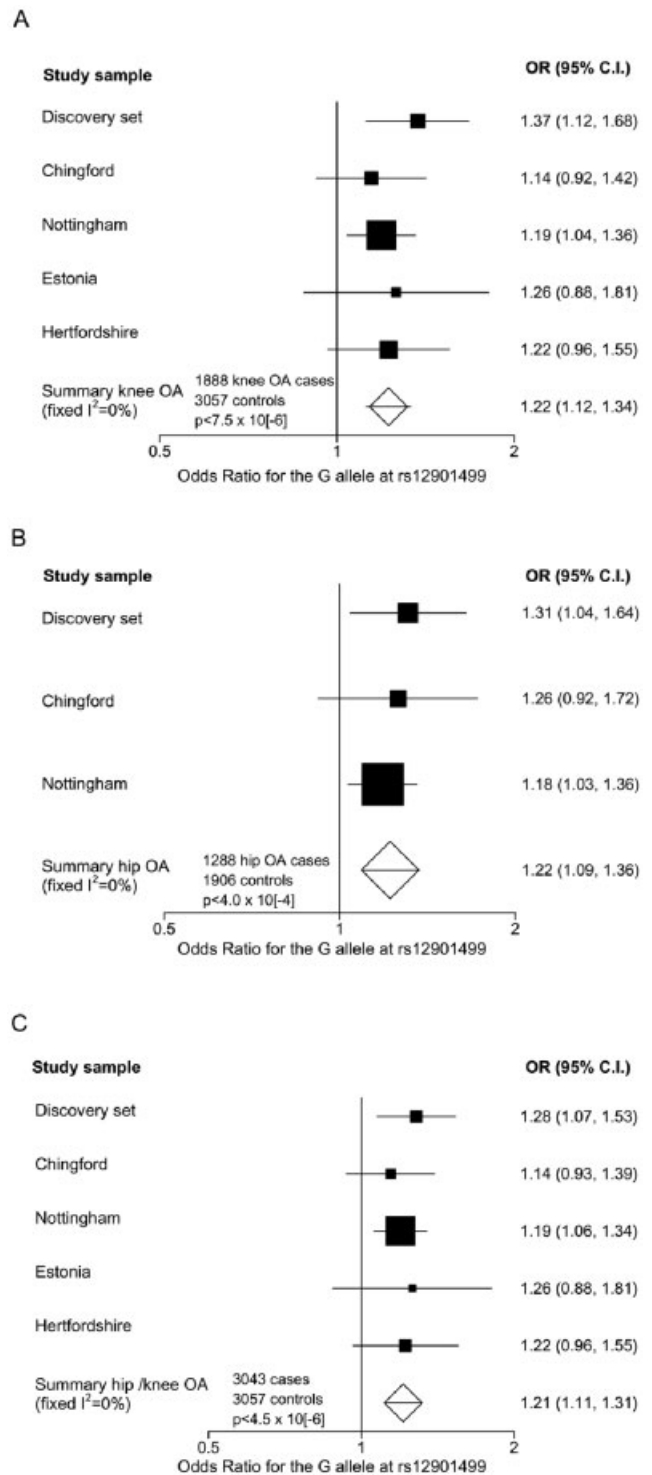 A
Study sample OR (95% C.I.)
Discovery set 1.37 (1.12, 1.68)
Chingford 1.14 (0.92, 1.42)
Nottingham 1.19 (1.04, 1.36)
Estonia 1.26 (0.88, 1.81)
Hertfordshire 1.22 (0.96, 1.55)
1888 knee OA cases
Summary knee OA 3057 controls 1.22 (1.12, 1.34)
(fixed I²=0%) p<7.5 x 10[-6]
0.5 1 2
Odds Ratio for the G allele at rs12901499
B
Study sample OR (95% C.I.)
Discovery set 1.31 (1.04, 1.64)
Chingford 1.26 (0.92, 1.72)
Nottingham 1.18 (1.03, 1.36)
Summary hip OA 1288 hip OA cases 1.22 (1.09, 1.36)
(fixed I²=0%) 1906 controls
p<4.0 x 10[-4]
0.5 1 2
Odds Ratio for the G allele at rs12901499
C
Study sample OR (95% C.I.)
Discovery set 1.28 (1.07, 1.53)
Chingford 1.14 (0.93, 1.39)
Nottingham 1.19 (1.06, 1.34)
Estonia 1.26 (0.88, 1.81)
Hertfordshire 1.22 (0.96, 1.55)
Summary hip /knee OA 3043 cases 1.21 (1.11, 1.31)
(fixed I²=0%) 3057 controls
p<4.5 x 10[-6]
0.5 1 2
Odds Ratio for the G allele at rs12901499